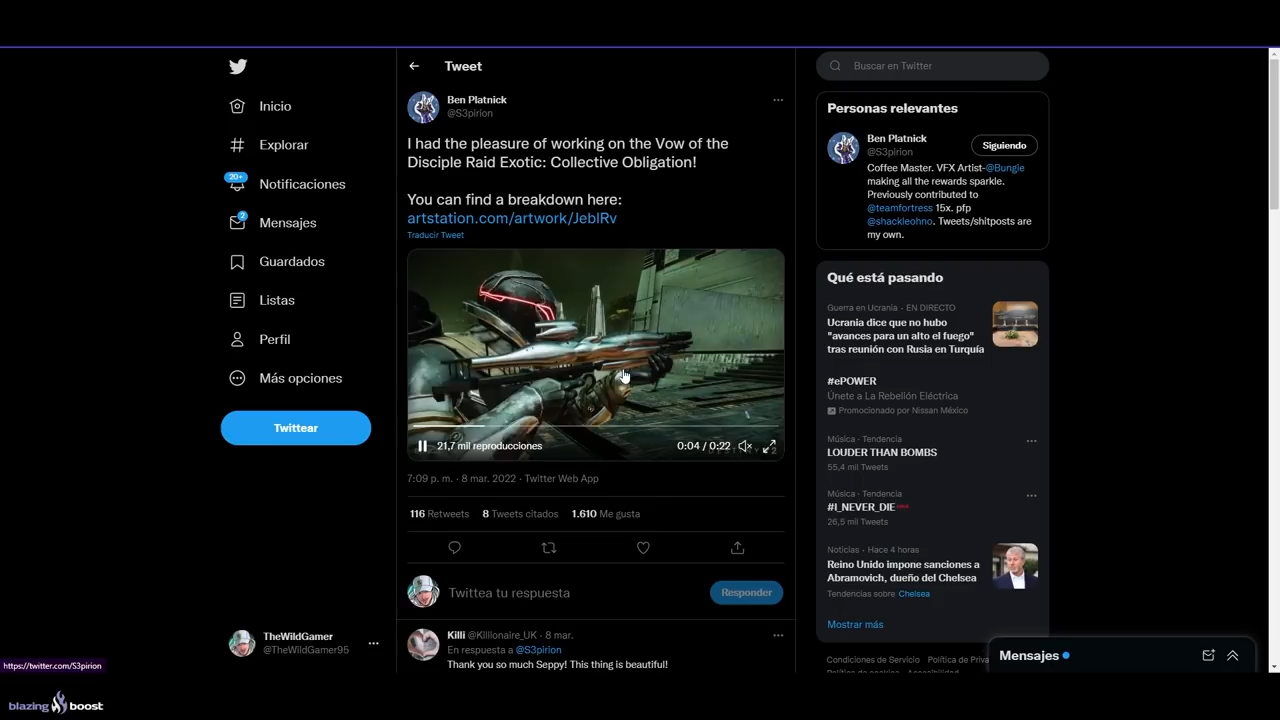 Tweet
Buscar en Twitter
Inicio
Explorar
20+
Notificaciones
2
Mensajes
Guardados
Listas
Perfil
Más opciones
Twittear
TheWildGamer
@TheWildGamer95
https://twitter.com/S3pirion
blazing boost
Ben Platnick
@S3pirion
I had the pleasure of working on the Vow of the
Disciple Raid Exotic: Collective Obligation!
You can find a breakdown here:
artstation.com/artwork/JeblRv
Traducir Tweet
21,7 mil reproducciones
0:04 / 0:22
7:09 p. m. · 8 mar. 2022 · Twitter Web App
116 Retweets 8 Tweets citados 1.610 Me gusta
Twittea tu respuesta
Responder
Killi @KIllIonaire_UK · 8 mar.
En respuesta a @S3pirion
Thank you so much Seppy! This thing is beautiful!
Personas relevantes
Ben Platnick
@S3pirion
Siguiendo
Coffee Master. VFX Artist-@Bungie
making all the rewards sparkle.
Previously contributed to
@teamfortress 15x. pfp
@shackleohno. Tweets/shitposts are
my own.
Qué está pasando
Guerra en Ucrania · EN DIRECTO
Ucrania dice que no hubo
"avances para un alto el fuego"
tras reunión con Rusia en Turquía
#ePOWER
Únete a La Rebelión Eléctrica
Promocionado por Nissan México
Música · Tendencia
LOUDER THAN BOMBS
55,4 mil Tweets
Música · Tendencia
#I_NEVER_DIE
26,5 mil Tweets
Noticias · Hace 4 horas
Reino Unido impone sanciones a
Abramovich, dueño del Chelsea
Tendencias sobre Chelsea
Mostrar más
Condiciones de Servicio Política de Priva
Mensajes